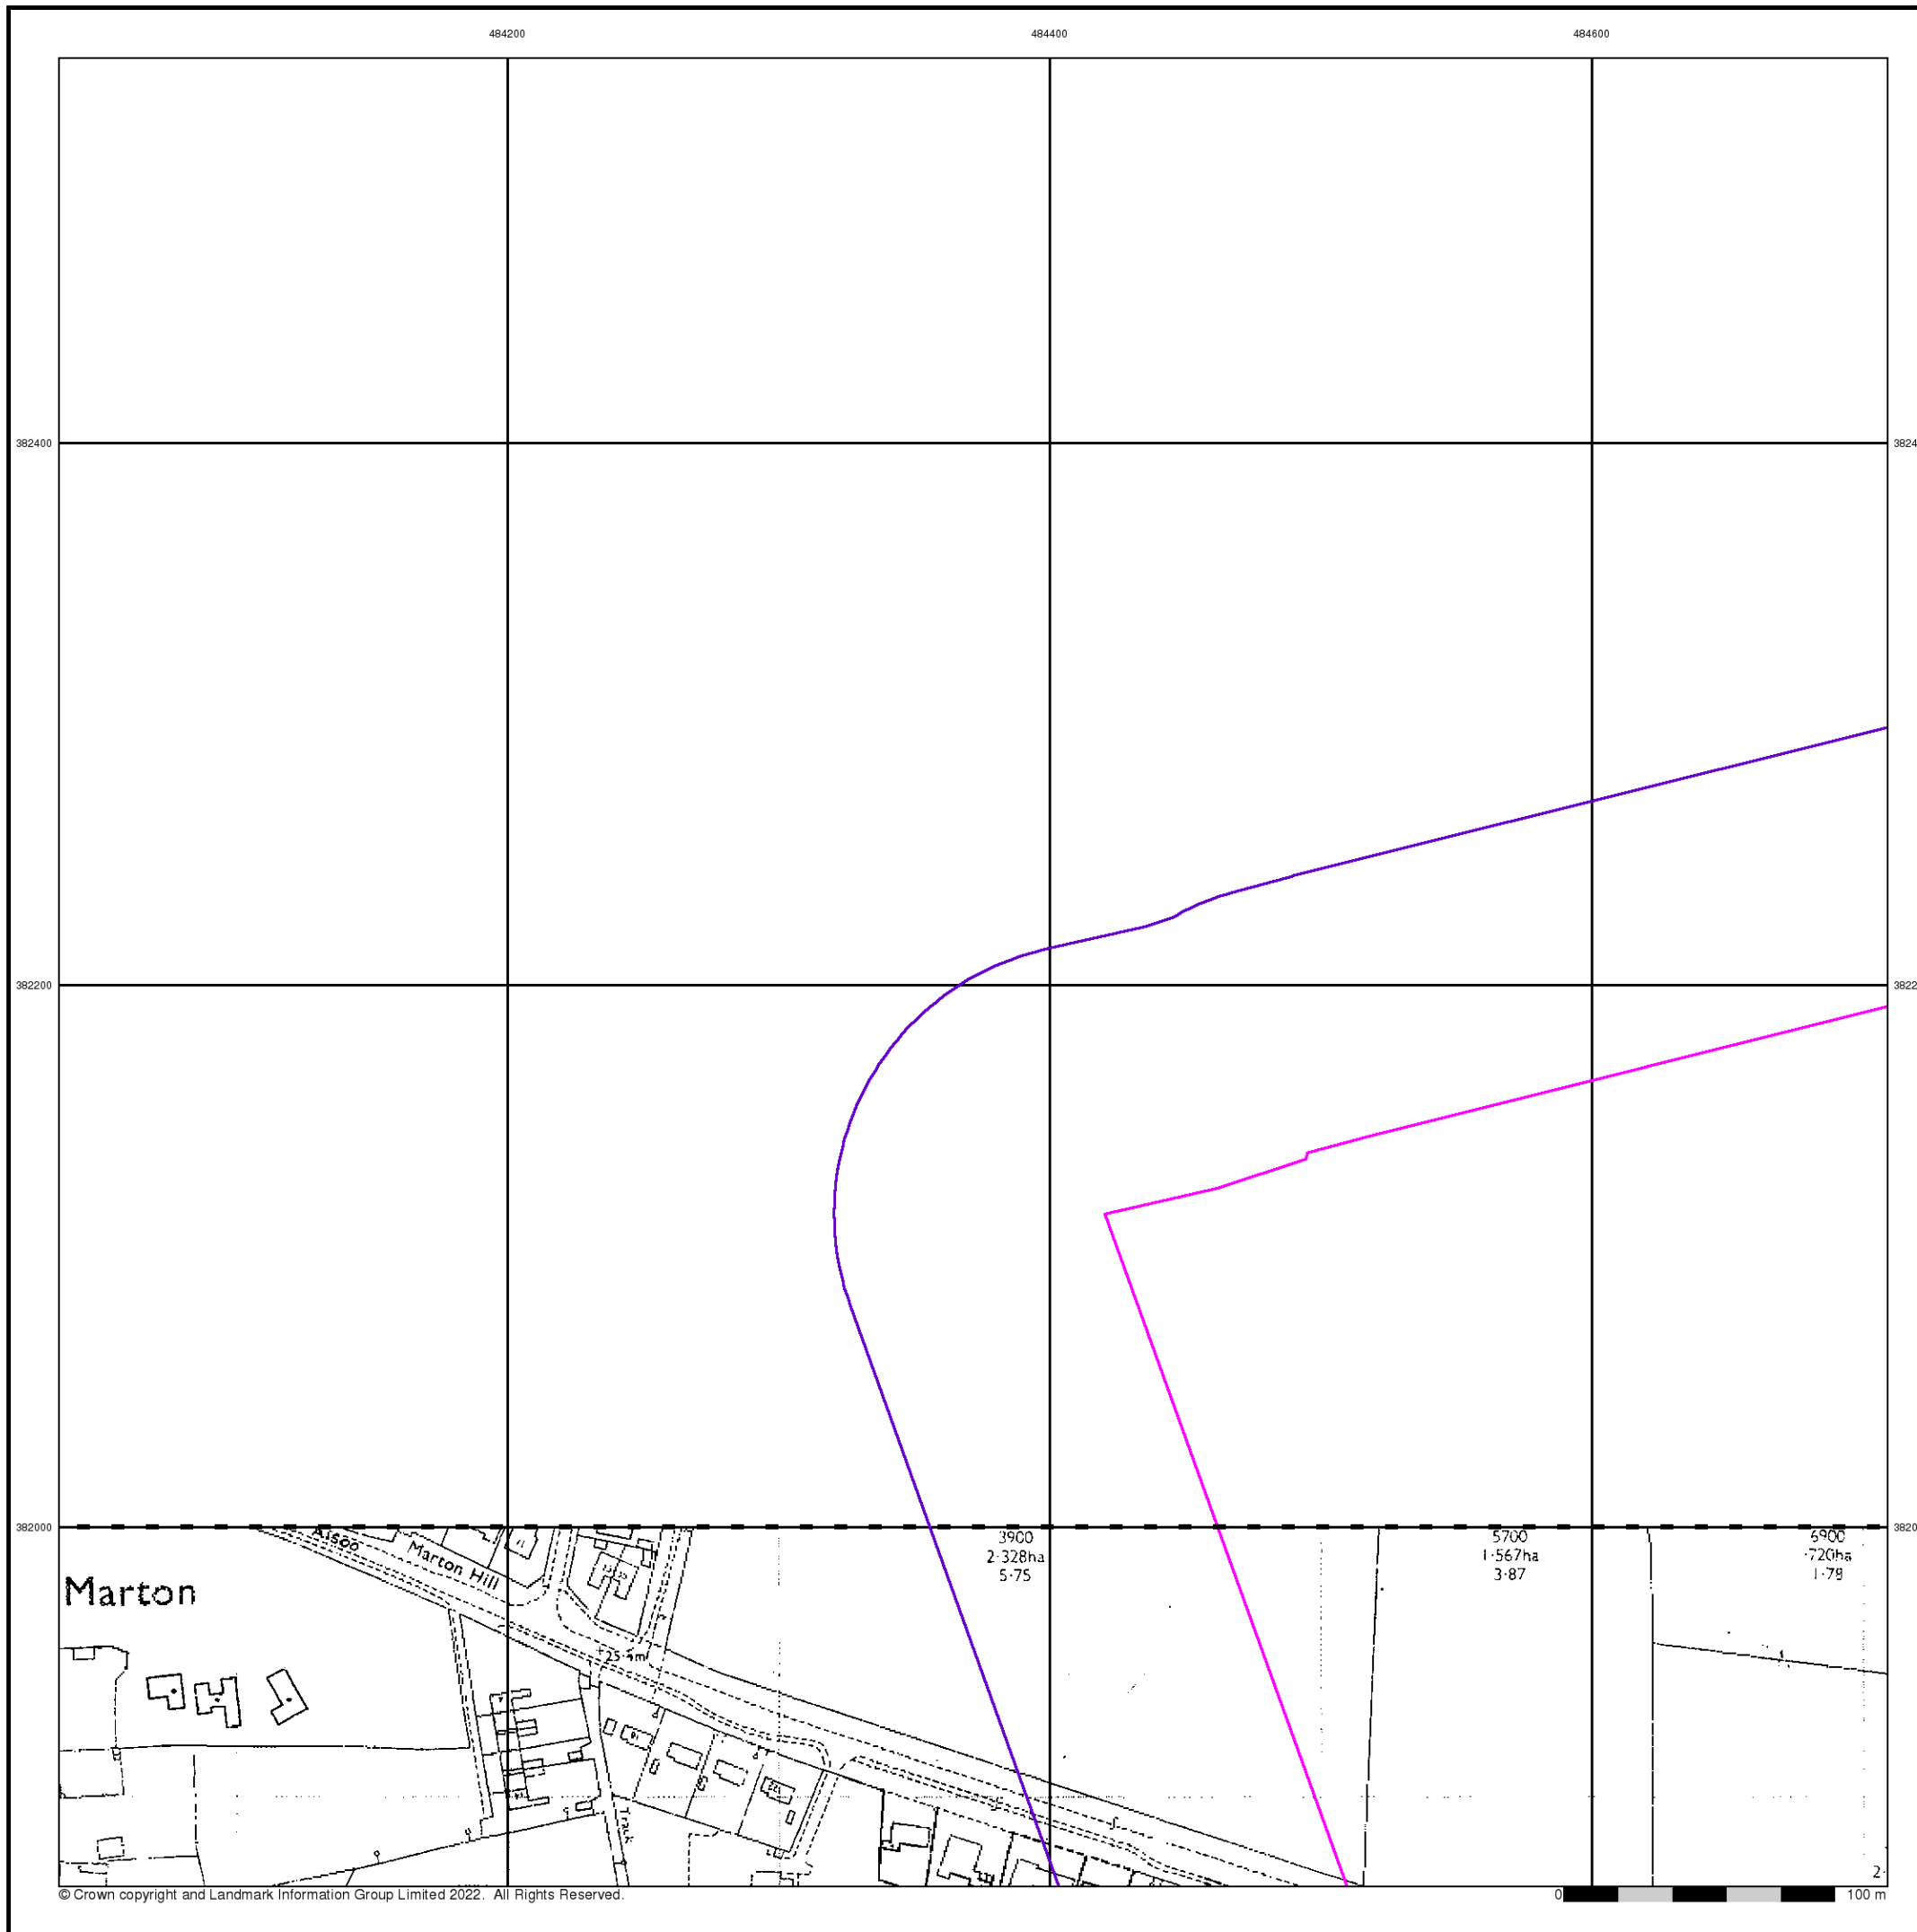 484200 484400 484600
382400
382200
382000 3820
A1500
Marton Hill
3900
2·328ha
5·75
5700
1·567ha
3·87
6900
·720ha
1·78
Marton
+25·4m
Track
2·
© Crown copyright and Landmark Information Group Limited 2022. All Rights Reserved.
0 100 m